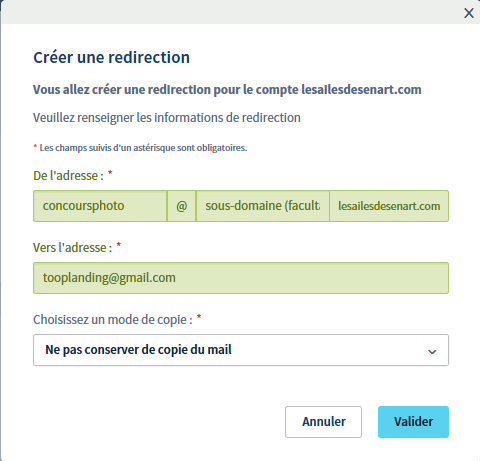 Créer une redirection
Vous allez créer une redirection pour le compte lesailesdesenart.com
Veuillez renseigner les informations de redirection
* Les champs suivis d'un astérisque sont obligatoires.
De l'adresse : *
concoursphoto @ sous-domaine (facult. lesailesdesenart.com
Vers l'adresse : *
tooplanding@gmail.com
Choisissez un mode de copie : *
Ne pas conserver de copie du mail
Annuler Valider